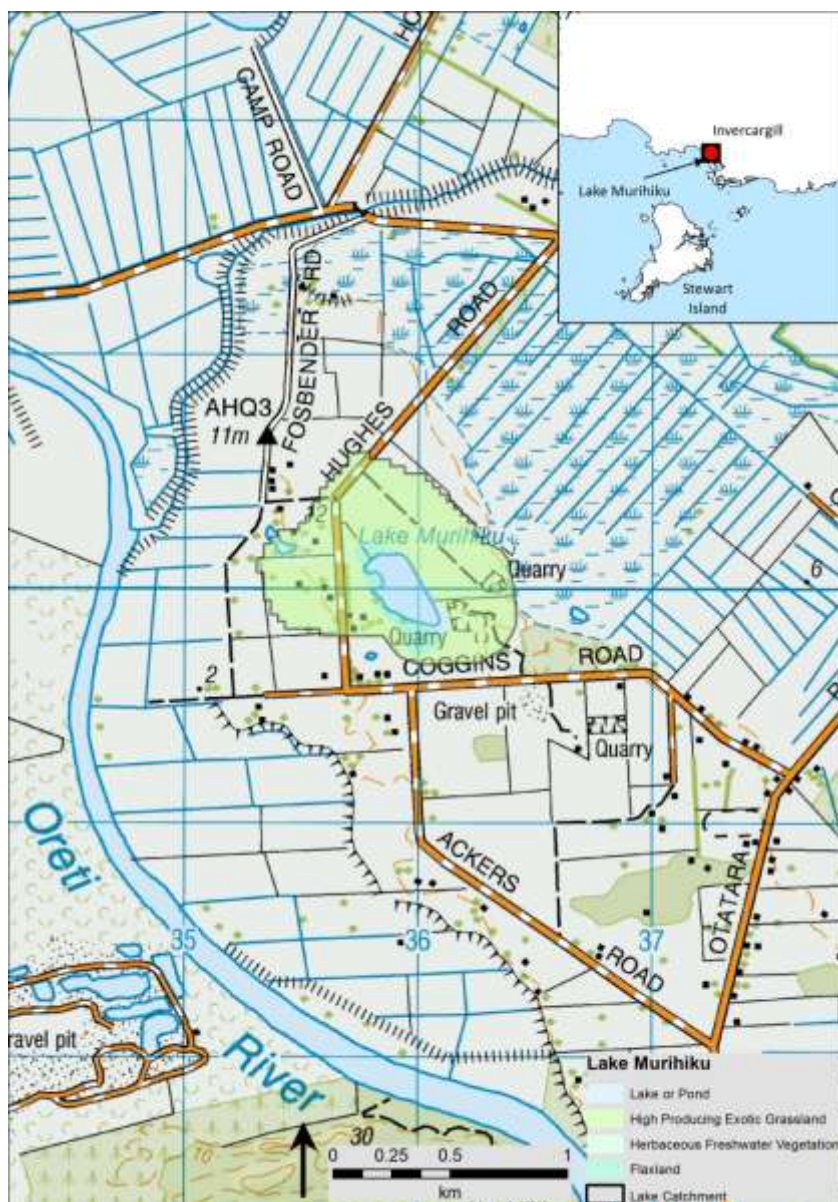 CAMP ROAD
HO
Invercargill
Lake Murihiku
Stewart
Island
FOSBENDER RD
HUGHES ROAD
AHQ3
11m
12
Lake Murihiku
Quarry
Quarry
6
2
COGGINS ROAD
Gravel pit
Quarry
Oreti
River
ACKERS
ROAD
OTATARA
35
36
37
ravel pit
30
0 0.25 0.5 1
km
Lake Murihiku
Lake or Pond
High Producing Exotic Grassland
Herbaceous Freshwater Vegetation
Flaxland
Lake Catchment